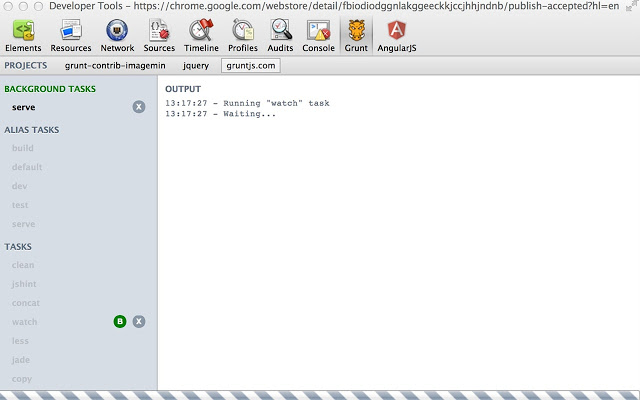 Developer Tools - https://chrome.google.com/webstore/detail/fbiodiodggnlakggeeckkjccjhhjndnb/publish-accepted?hl=en
Elements Resources Network Sources Timeline Profiles Audits Console Grunt AngularJS
PROJECTS grunt-contrib-imagemin jquery gruntjs.com
BACKGROUND TASKS
serve X
ALIAS TASKS
build
default
dev
test
serve
TASKS
clean
jshint
concat
watch B X
less
jade
copy
OUTPUT
13:17:27 - Running "watch" task
13:17:27 - Waiting...